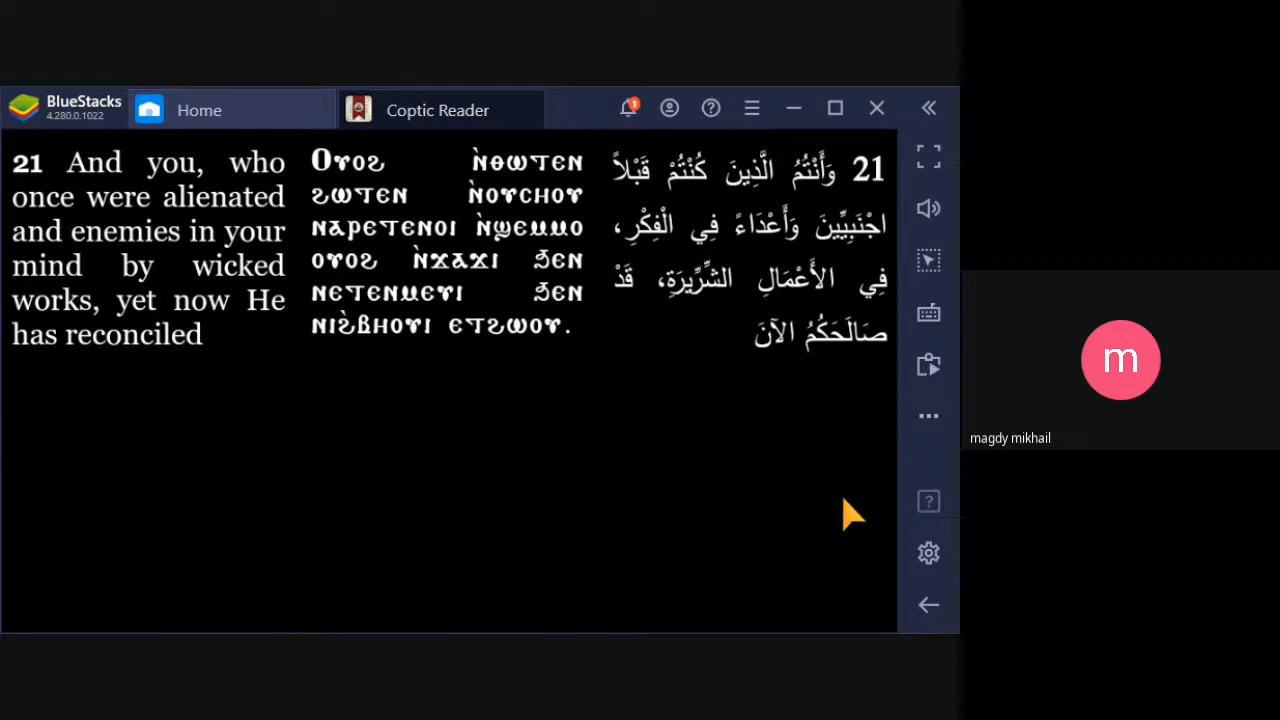 BlueStacks
4.280.0.1022
Home
Coptic Reader
1
21 And you, who
once were alienated
and enemies in your
mind by wicked
works, yet now He
has reconciled
Ⲟⲩⲟϩ ⲛ̀ⲑⲱⲧⲉⲛ
ϩⲱⲧⲉⲛ ⲛ̀ⲟⲩⲥⲏⲟⲩ
ⲛⲁⲣⲉⲧⲉⲛⲟⲓ ⲛ̀ϣⲉⲙⲙⲟ
ⲟⲩⲟϩ ⲛ̀ϫⲁϫⲓ ϧⲉⲛ
ⲛⲉⲧⲉⲛⲙⲉⲩⲓ ϧⲉⲛ
ⲛⲓϩ̀ⲃⲏⲟⲩⲓ ⲉⲧϩⲱⲟⲩ.
21 وَأَنْتُمُ الَّذِينَ كُنْتُمْ قَبْلاً
اجْنَبِيِّينَ وَأَعْدَاءً فِي الْفِكْرِ،
فِي الأَعْمَالِ الشِّرِّيرَةِ، قَدْ
صَالَحَكُمُ الآنَ
m
magdy mikhail